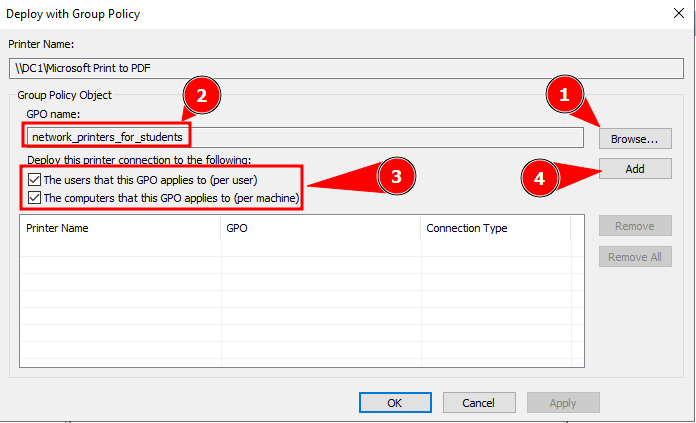 Deploy with Group Policy
Printer Name:
\\DC1\Microsoft Print to PDF
Group Policy Object
2
1
GPO name:
network_printers_for_students
Browse...
Deploy this printer connection to the following:
The users that this GPO applies to (per user)
3
4
Add
The computers that this GPO applies to (per machine)
Printer Name GPO Connection Type
Remove
Remove All
OK Cancel Apply